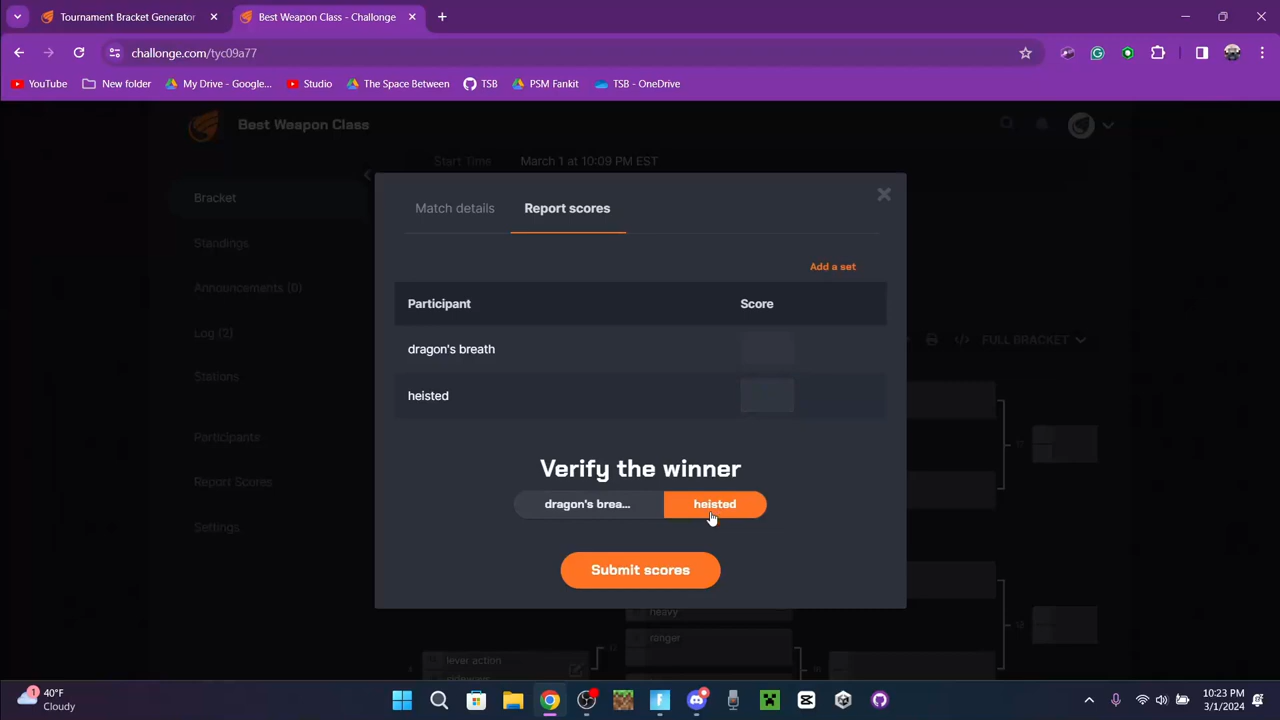 Tournament Bracket Generator
Best Weapon Class - Challonge
challonge.com/tyc09a77
YouTube
New folder
My Drive - Google...
Studio
The Space Between
TSB
PSM Fankit
TSB - OneDrive
Best Weapon Class
Start Time March 1 at 10:09 PM EST
Bracket
Standings
Announcements (0)
Log (2)
Stations
Participants
Report Scores
Settings
FULL BRACKET
Match details
Report scores
Add a set
Participant Score
dragon's breath
heisted
Verify the winner
dragon's brea... heisted
Submit scores
heavy
ranger
lever action
sideways
1
40°F
Cloudy
10:23 PM
3/1/2024